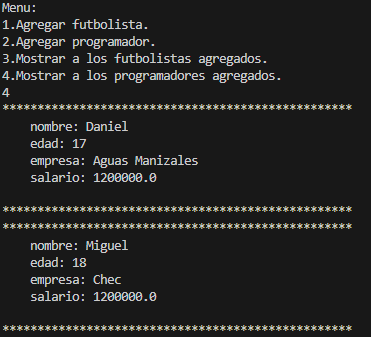 Menu:
1.Agregar futbolista.
2.Agregar programador.
3.Mostrar a los futbolistas agregados.
4.Mostrar a los programadores agregados.
4
**************************************************
nombre: Daniel
edad: 17
empresa: Aguas Manizales
salario: 1200000.0
**************************************************
**************************************************
nombre: Miguel
edad: 18
empresa: Chec
salario: 1200000.0
**************************************************